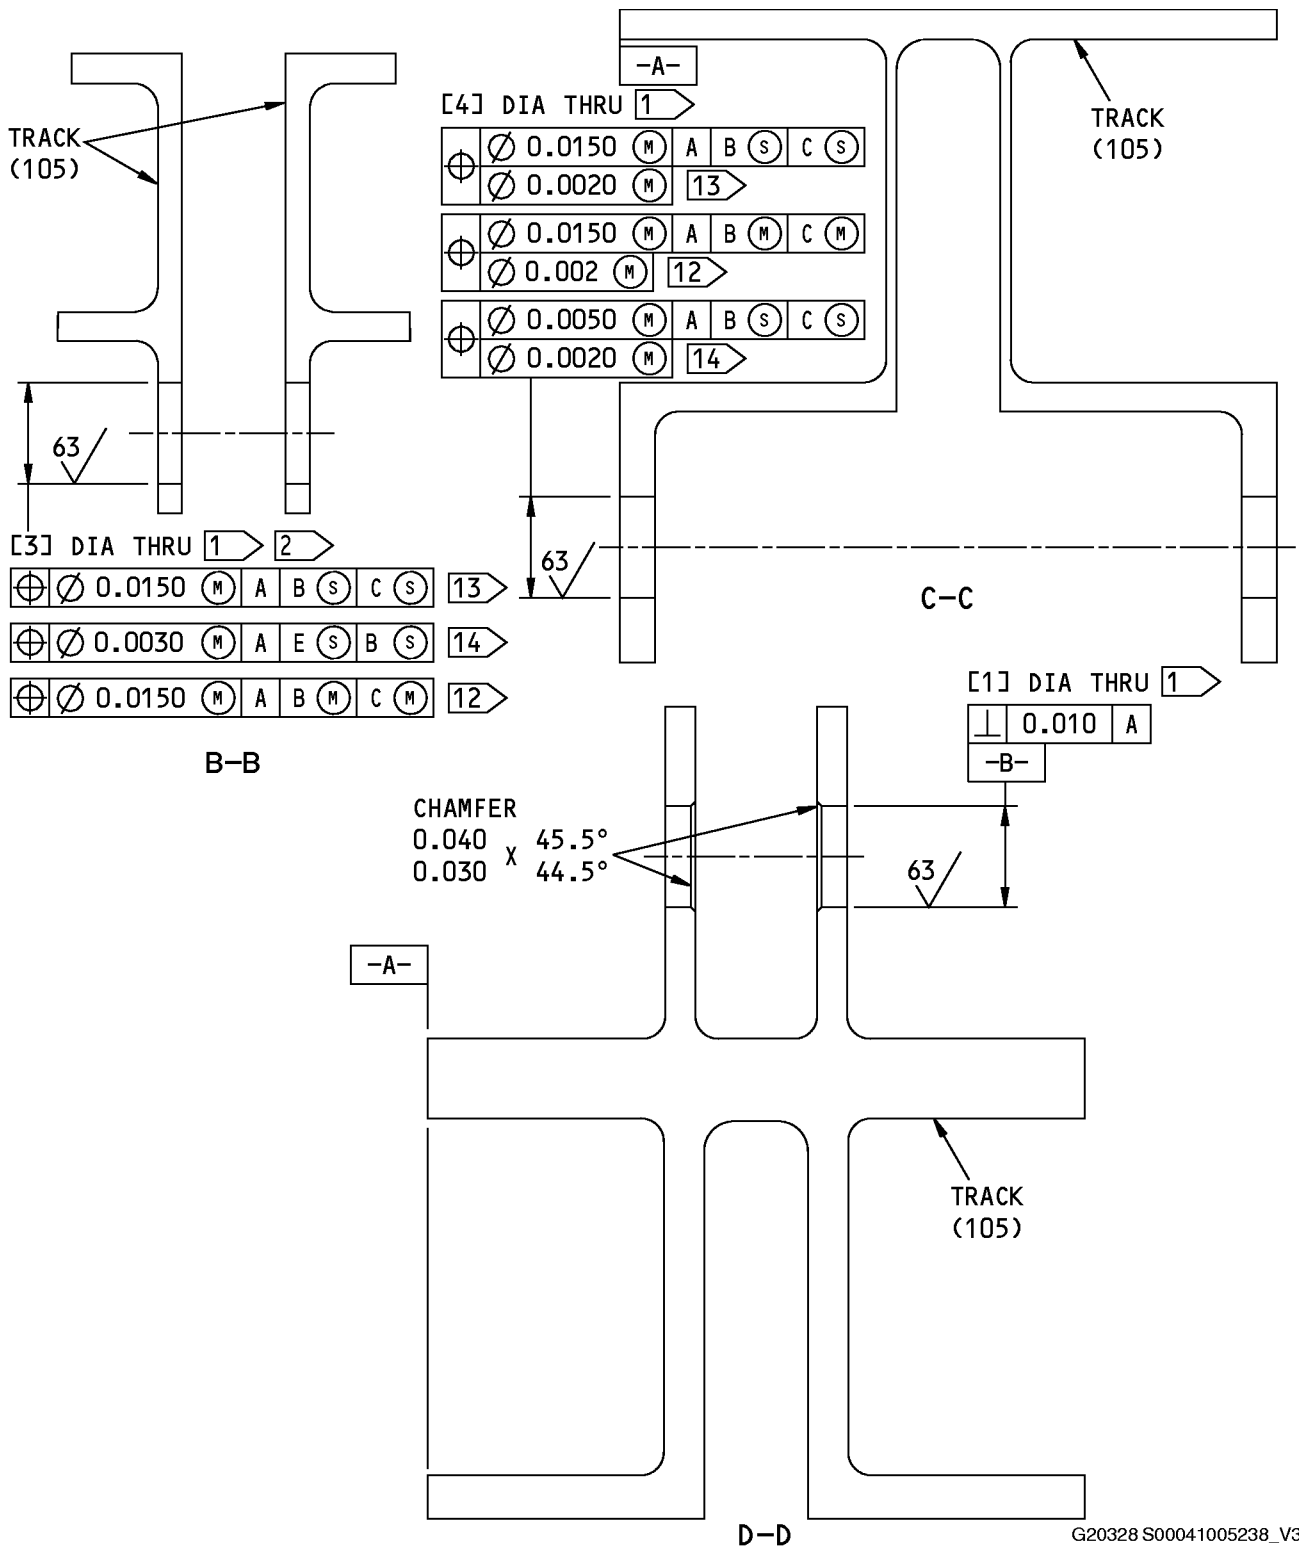 -A-
[4] DIA THRU 1
⌖ ⌀ 0.0150 Ⓜ A B Ⓢ C Ⓢ
⌀ 0.0020 Ⓜ 13
⌖ ⌀ 0.0150 Ⓜ A B Ⓜ C Ⓜ
⌀ 0.002 Ⓜ 12
⌖ ⌀ 0.0050 Ⓜ A B Ⓢ C Ⓢ
⌀ 0.0020 Ⓜ 14
TRACK
(105)
TRACK
(105)
63
[3] DIA THRU 1 2
⌖ ⌀ 0.0150 Ⓜ A B Ⓢ C Ⓢ 13
⌖ ⌀ 0.0030 Ⓜ A E Ⓢ B Ⓢ 14
⌖ ⌀ 0.0150 Ⓜ A B Ⓜ C Ⓜ 12
B-B
63
C-C
[1] DIA THRU 1
⊥ 0.010 A
-B-
CHAMFER
0.040 X 45.5°
0.030 44.5°
63
-A-
TRACK
(105)
D-D
G20328 S00041005238_V3